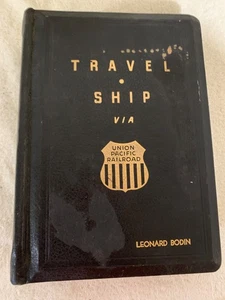 TRAVEL
SHIP
VIA
UNION
PACIFIC
RAILROAD
LEONARD BODIN